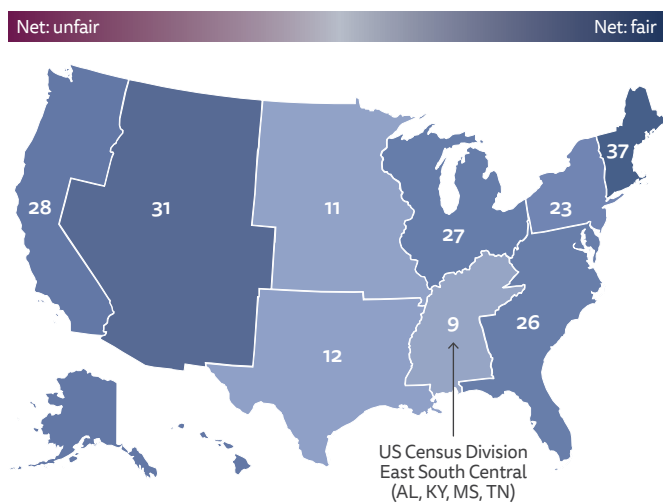 Net: unfair
Net: fair
37
28
31
11
23
27
9
26
12
US Census Division
East South Central
(AL, KY, MS, TN)